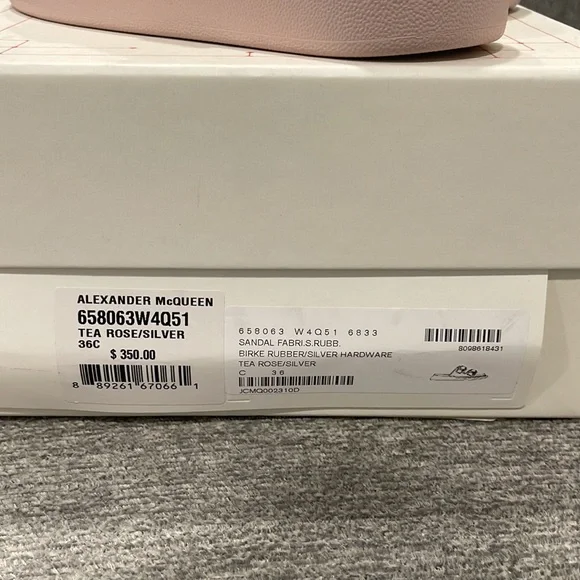 ALEXANDER McQUEEN
658063W4Q51
TEA ROSE/SILVER
36C
$ 350.00
8 89261 67066 1
658063 W4Q51 6833
SANDAL FABRI.S.RUBB.
BIRKE RUBBER/SILVER HARDWARE
TEA ROSE/SILVER
C 36
JCMQ002310D
8098618431